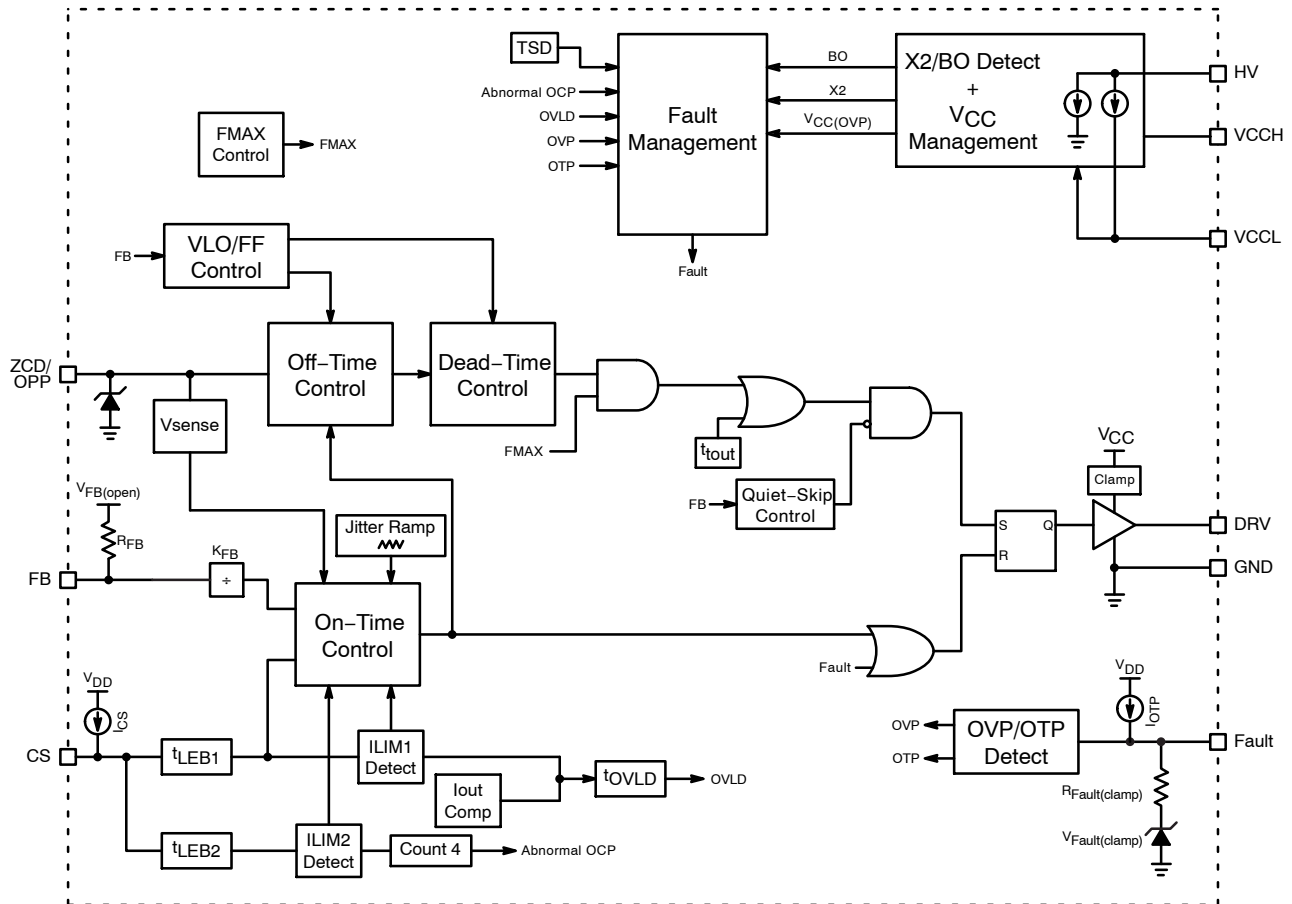 TSD
Abnormal OCP
OVLD
OVP
OTP
Fault
Management
Fault
BO
X2
VCC(OVP)
X2/BO Detect
+
VCC
Management
HV
VCCH
VCCL
FMAX
Control
FMAX
FB
VLO/FF
Control
ZCD/
OPP
Vsense
Off–Time
Control
Dead–Time
Control
FMAX
ttout
FB
Quiet–Skip
Control
VCC
Clamp
S
Q
R
DRV
GND
VFB(open)
RFB
FB
KFB
÷
Jitter Ramp
On–Time
Control
Fault
VDD
ICS
CS
tLEB1
ILIM1
Detect
Iout
Comp
tOVLD
OVLD
tLEB2
ILIM2
Detect
Count 4
Abnormal OCP
OVP
OTP
OVP/OTP
Detect
VDD
IOTP
Fault
RFault(clamp)
VFault(clamp)